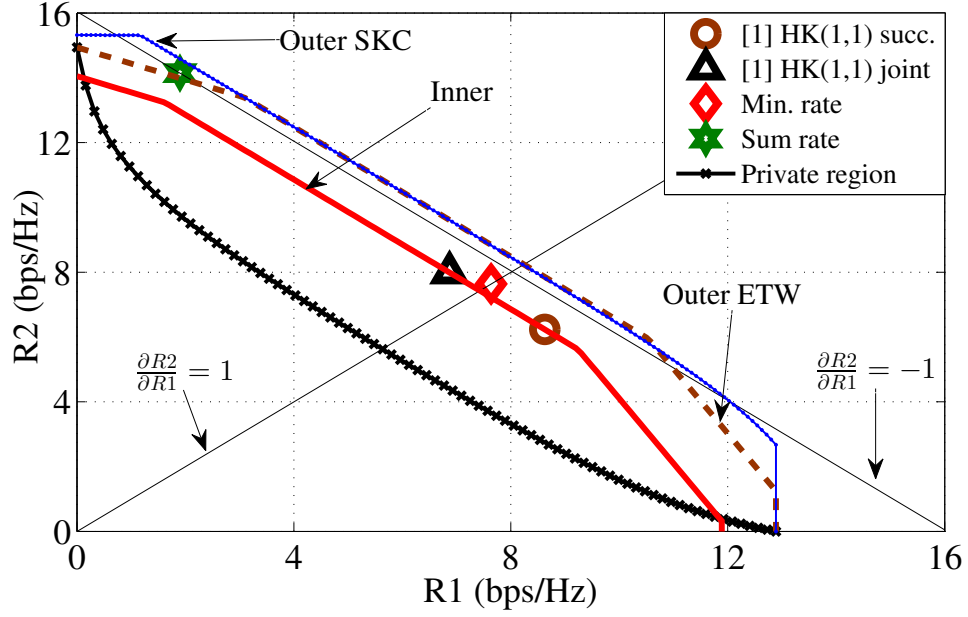 16
12
8
4
0
R2 (bps/Hz)
Outer SKC
Inner
[1] HK(1,1) succ.
[1] HK(1,1) joint
Min. rate
Sum rate
Private region
Outer ETW
∂R2/∂R1 = 1
∂R2/∂R1 = −1
0 4 8 12 16
R1 (bps/Hz)